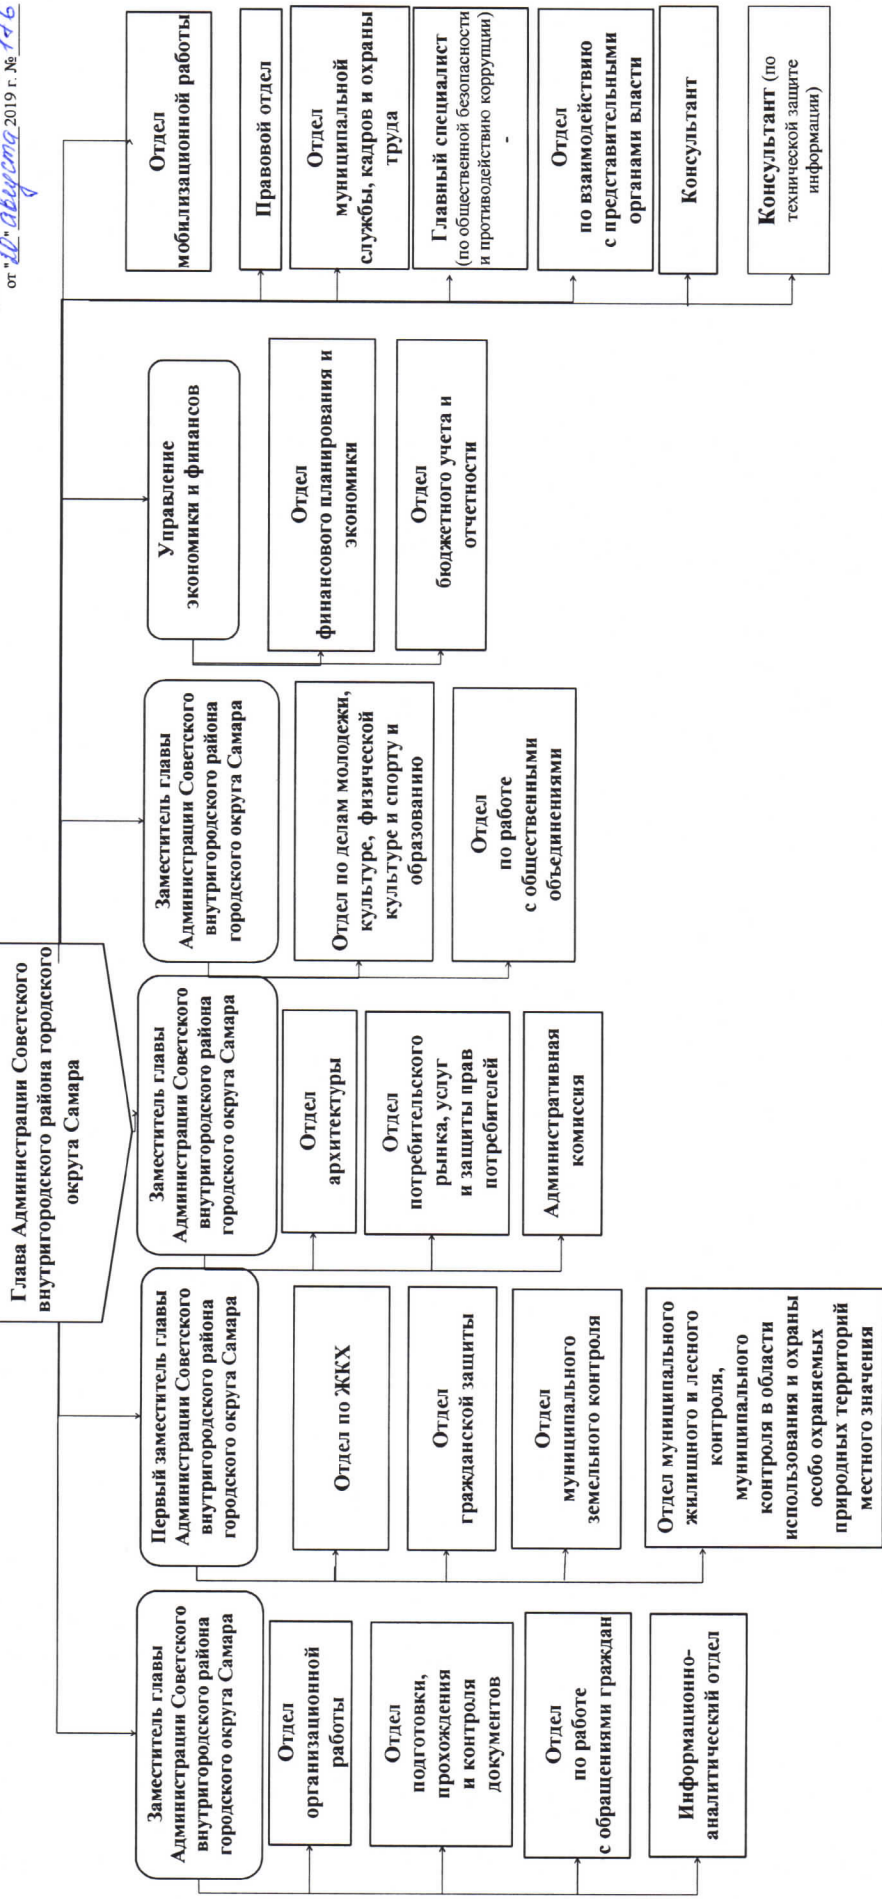 от "20" августа 2019 г. №
Глава Администрации Советского
внутригородского района городского
округа Самара
Заместитель главы
Администрации Советского
внутригородского района
городского округа Самара
Отдел
организационной
работы
Отдел
подготовки,
прохождения
и контроля
документов
Отдел
по работе
с обращениями граждан
Информационно-
аналитический отдел
Первый заместитель главы
Администрации Советского
внутригородского района
городского округа Самара
Отдел по ЖКХ
Отдел
гражданской защиты
Отдел
муниципального
земельного контроля
Отдел муниципального
жилищного и лесного
контроля,
муниципального
контроля в области
использования и охраны
особо охраняемых
природных территорий
местного значения
Заместитель главы
Администрации Советского
внутригородского района
городского округа Самара
Отдел
архитектуры
Отдел
потребительского
рынка, услуг
и защиты прав
потребителей
Административная
комиссия
Заместитель главы
Администрации Советского
внутригородского района
городского округа Самара
Отдел по делам молодежи,
культуре, физической
культуре и спорту и
образованию
Отдел
по работе
с общественными
объединениями
Управление
экономики и финансов
Отдел
финансового планирования и
экономики
Отдел
бюджетного учета и
отчетности
Отдел
мобилизационной работы
Правовой отдел
Отдел
муниципальной
службы, кадров и охраны
труда
Главный специалист
(по общественной безопасности
и противодействию коррупции)
-
Отдел
по взаимодействию
с представительными
органами власти
Консультант
Консультант (по
технической защите
информации)